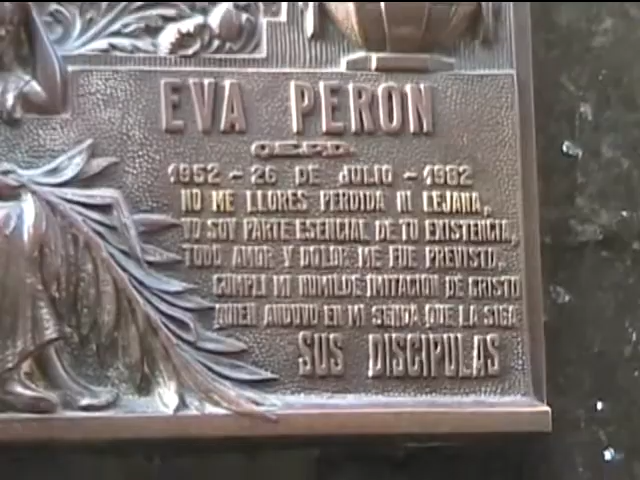 EVA PERON
Q.E.P.D.
1952 - 26 DE JULIO - 1982
NO ME LLORES PERDIDA NI LEJANA,
YO SOY PARTE ESENCIAL DE TU EXISTENCIA,
TODO AMOR Y DOLOR ME FUE PREVISTO,
CUMPLI MI HUMILDE IMITACION DE CRISTO
QUIEN ANDUVO EN MI SENDA QUE LA SIGA
SUS DISCIPULAS